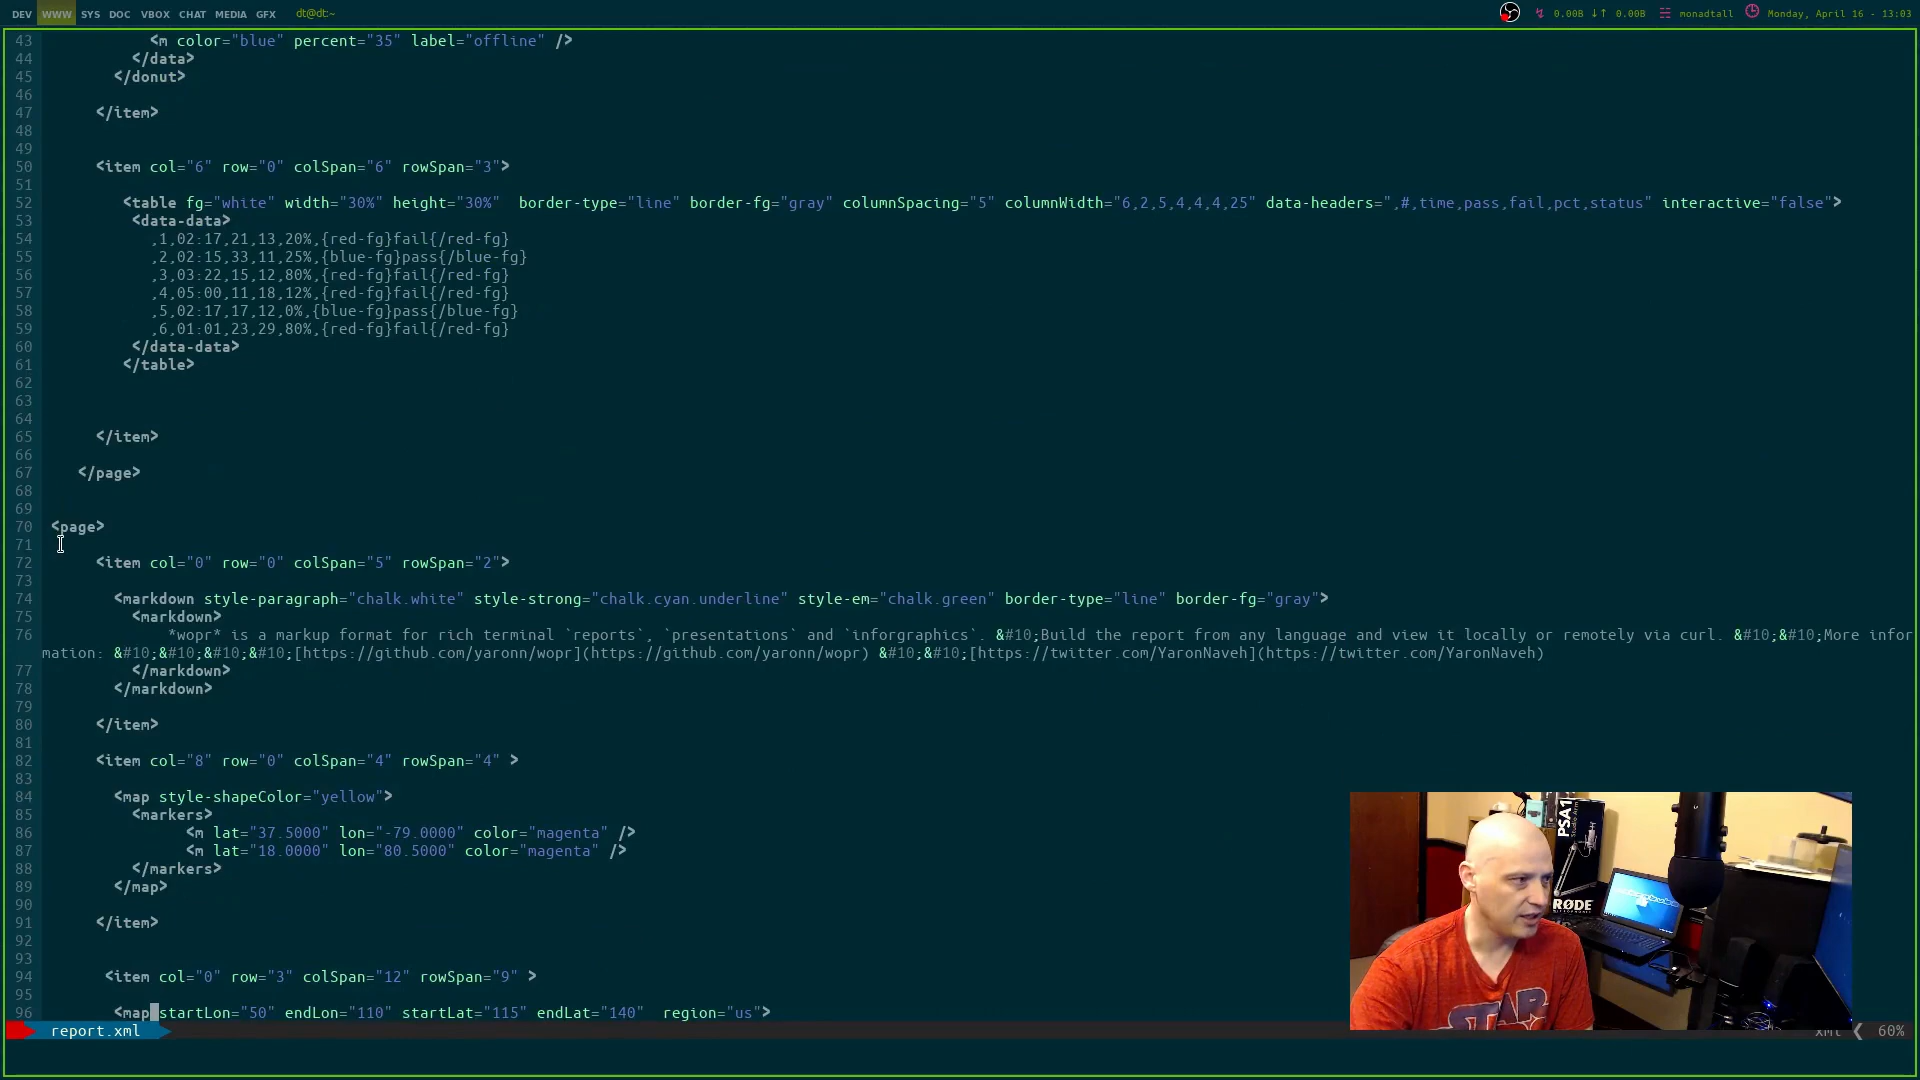 DEV WWW SYS DOC VBOX CHAT MEDIA GFX dt@dt:~ 0.00B ↓↑ 0.00B monadtall Monday, April 16 - 13:03
43 <m color="blue" percent="35" label="offline" />
44 </data>
45 </donut>
46
47 </item>
48
49
50 <item col="6" row="0" colSpan="6" rowSpan="3">
51
52 <table fg="white" width="30%" height="30%"  border-type="line" border-fg="gray" columnSpacing="5" columnWidth="6,2,5,4,4,4,25" data-headers=",#,time,pass,fail,pct,status" interactive="false">
53 <data-data>
54 ,1,02:17,21,13,20%,{red-fg}fail{/red-fg}
55 ,2,02:15,33,11,25%,{blue-fg}pass{/blue-fg}
56 ,3,03:22,15,12,80%,{red-fg}fail{/red-fg}
57 ,4,05:00,11,18,12%,{red-fg}fail{/red-fg}
58 ,5,02:17,17,12,0%,{blue-fg}pass{/blue-fg}
59 ,6,01:01,23,29,80%,{red-fg}fail{/red-fg}
60 </data-data>
61 </table>
62
63
64
65 </item>
66
67 </page>
68
69
70 <page>
71
72 <item col="0" row="0" colSpan="5" rowSpan="2">
73
74 <markdown style-paragraph="chalk.white" style-strong="chalk.cyan.underline" style-em="chalk.green" border-type="line" border-fg="gray">
75 <markdown>
76 *wopr* is a markup format for rich terminal `reports`, `presentations` and `inforgraphics`. &#10;Build the report from any language and view it locally or remotely via curl. &#10;&#10;More infor
mation: &#10;&#10;&#10;&#10;[https://github.com/yaronn/wopr](https://github.com/yaronn/wopr) &#10;&#10;[https://twitter.com/YaronNaveh](https://twitter.com/YaronNaveh)
77 </markdown>
78 </markdown>
79
80 </item>
81
82 <item col="8" row="0" colSpan="4" rowSpan="4" >
83
84 <map style-shapeColor="yellow">
85 <markers>
86 <m lat="37.5000" lon="-79.0000" color="magenta" />
87 <m lat="18.0000" lon="80.5000" color="magenta" />
88 </markers>
89 </map>
90
91 </item>
92
93
94 <item col="0" row="3" colSpan="12" rowSpan="9" >
95
96 <map startLon="50" endLon="110" startLat="115" endLat="140"  region="us">
report.xml xml 60%
PSA1
RØDE